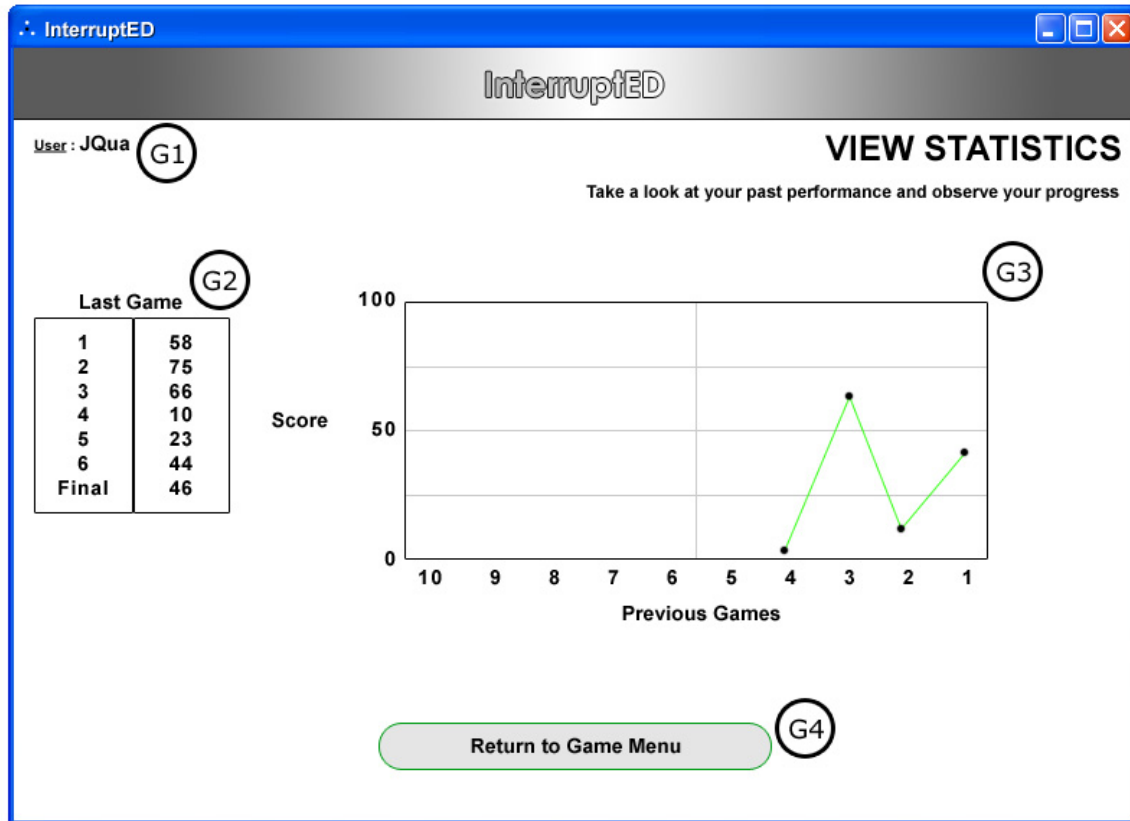 InterruptED
InterruptED
User : JQua
G1
VIEW STATISTICS
Take a look at your past performance and observe your progress
G2
Last Game
1 58
2 75
3 66
4 10
5 23
6 44
Final 46
G3
100
Score
50
0
10 9 8 7 6 5 4 3 2 1
Previous Games
Return to Game Menu
G4